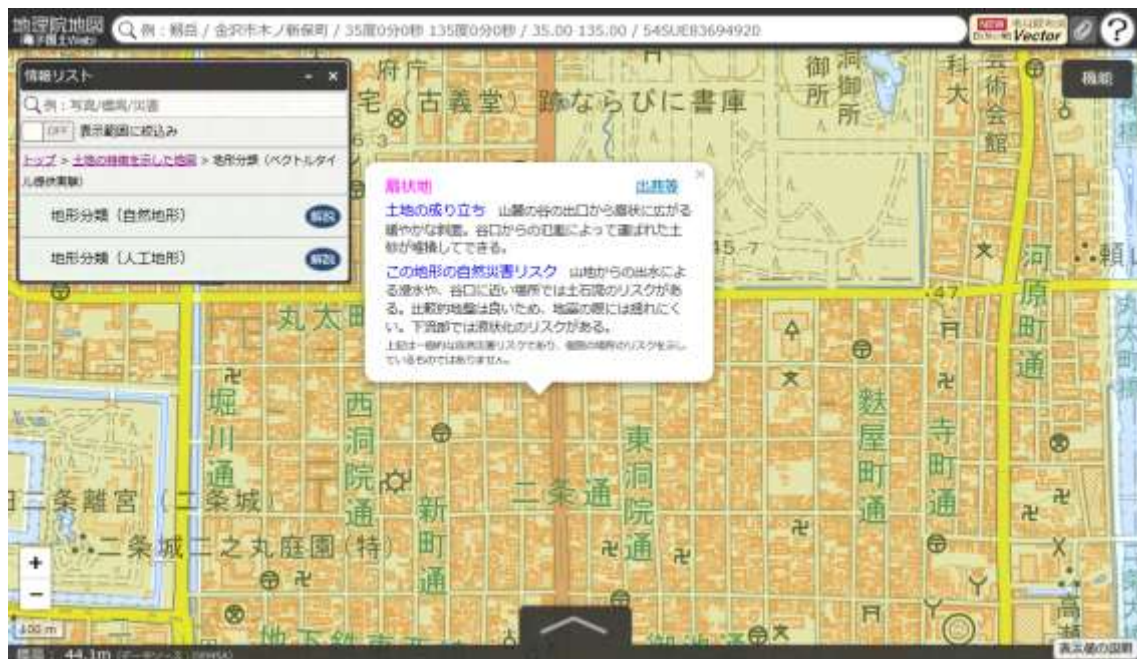 地理院地図
例：剱岳 / 金沢市木ノ新保町 / 35度0分0秒 135度0分0秒 / 35.00 135.00 / 54SUE83694920
NEW
Vector
?
機能
情報リスト
例：写真/標高/災害
OFF 表示範囲に絞込み
トップ > 土地の特徴を示した地図 > 地形分類（ベクトルタイ
ル提供実験）
地形分類（自然地形） 解説
地形分類（人工地形） 解説
扇状地 出典等
土地の成り立ち 山麓の谷の出口から扇状に広がる
緩やかな斜面。谷口からの氾濫によって運ばれた土
砂が堆積してできる。
この地形の自然災害リスク 山地からの出水によ
る浸水や、谷口に近い場所では土石流のリスクがあ
る。比較的地盤は良いため、地震の際には揺れにく
い。下流部では液状化のリスクがある。
上記は一般的な自然災害リスクであり、個別の場所のリスクを示し
ているものではありません。
府庁
宅（古義堂）跡ならびに書庫
御所
洞御所
科大
芸術会館
45.7
47
河原町通
丸太
堀川通
西洞院通
新町通
東洞院通
二条通
麩屋町通
寺町通
二条離宮（二条城）
二条城二之丸庭園（特）
御池通
+
-
標高： 44.1m
表示値の説明